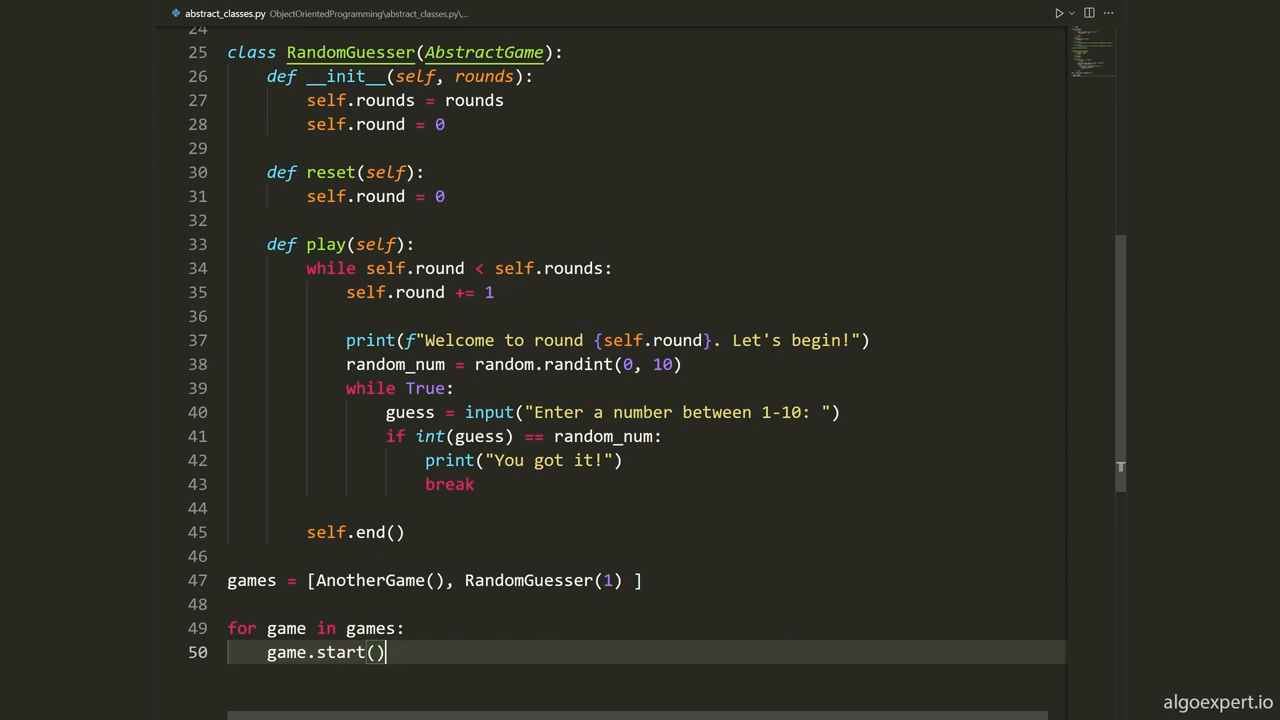 abstract_classes.py ObjectOrientedProgramming\abstract_classes.py\...
24
25 class RandomGuesser(AbstractGame):
26     def __init__(self, rounds):
27         self.rounds = rounds
28         self.round = 0
29
30     def reset(self):
31         self.round = 0
32
33     def play(self):
34         while self.round < self.rounds:
35             self.round += 1
36
37             print(f"Welcome to round {self.round}. Let's begin!")
38             random_num = random.randint(0, 10)
39             while True:
40                 guess = input("Enter a number between 1-10: ")
41                 if int(guess) == random_num:
42                     print("You got it!")
43                     break
44
45         self.end()
46
47 games = [AnotherGame(), RandomGuesser(1) ]
48
49 for game in games:
50     game.start()
algoexpert.io